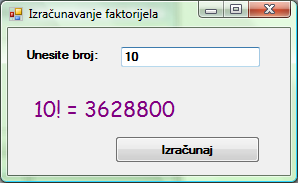 Izračunavanje faktorijela
Unesite broj: 10
10! = 3628800
Izračunaj